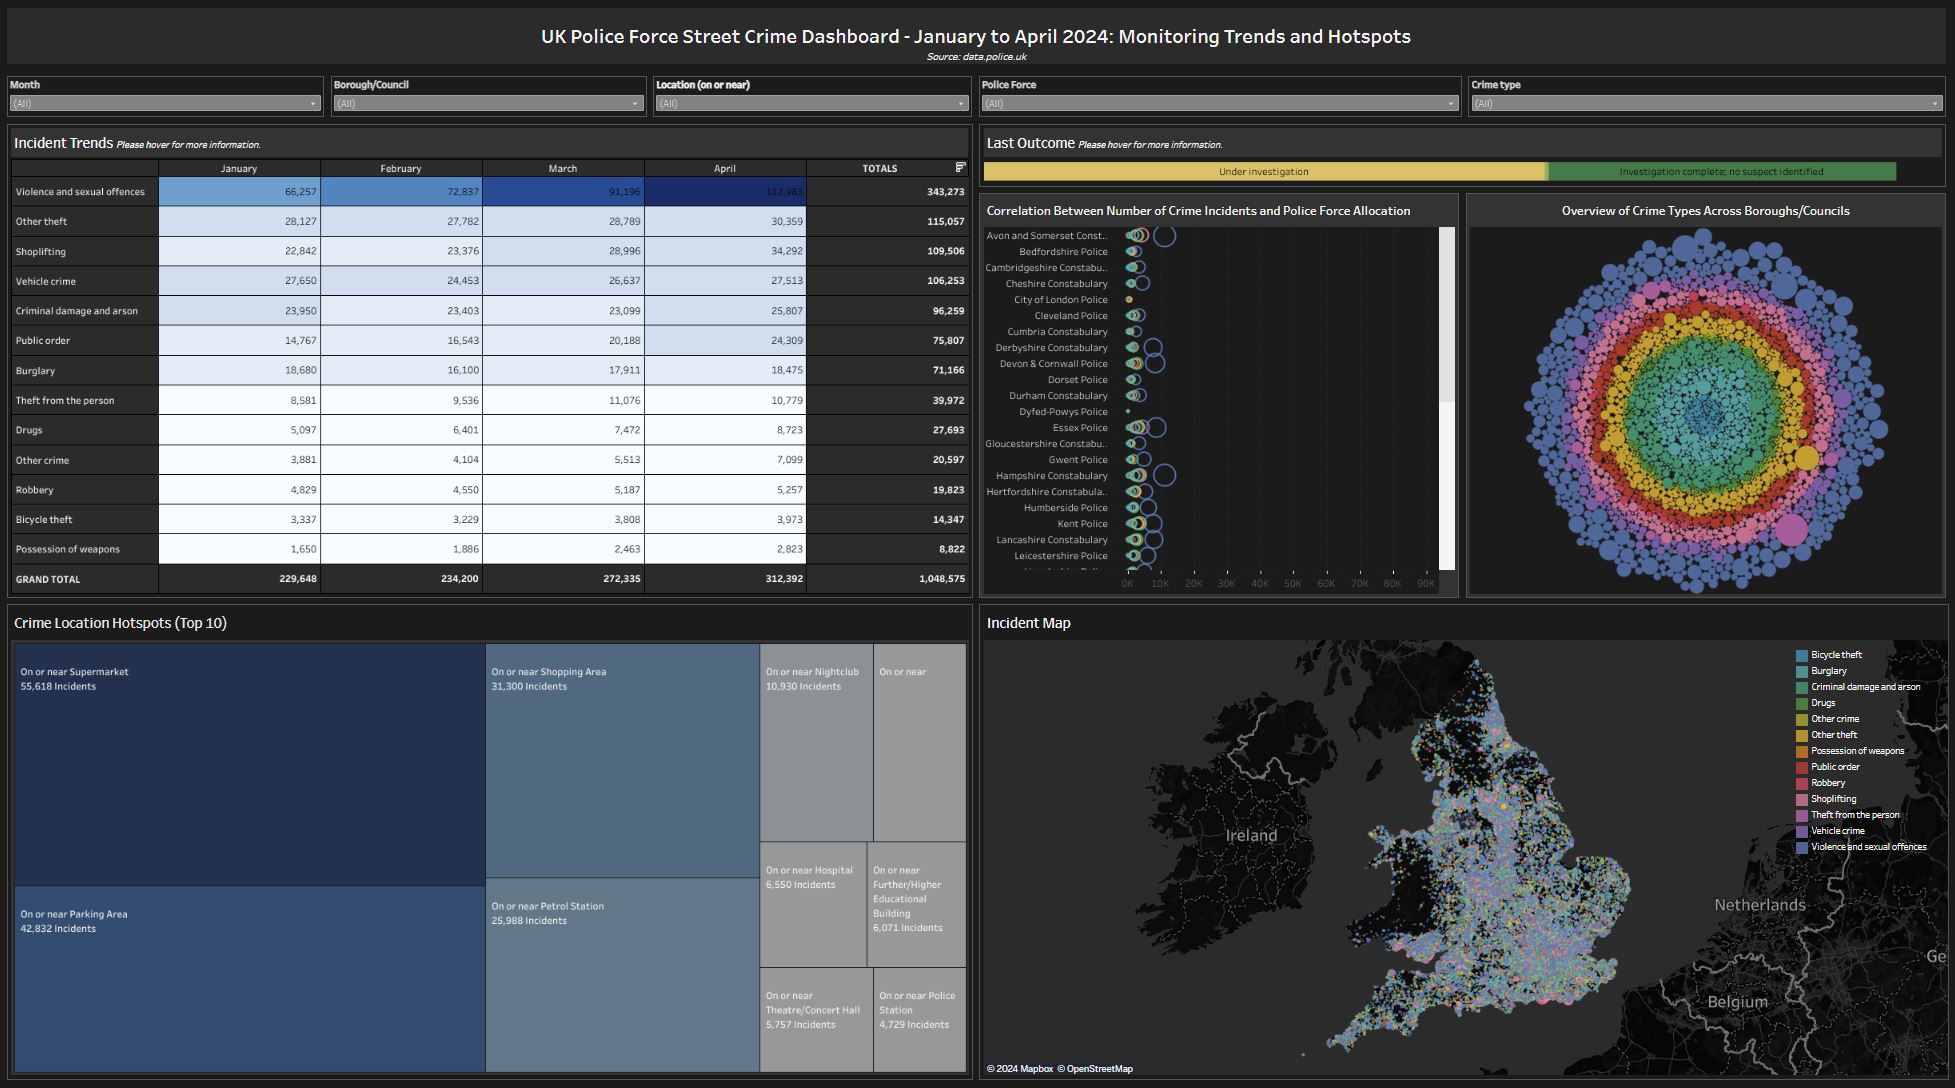 UK Police Force Street Crime Dashboard - January to April 2024: Monitoring Trends and Hotspots
Source: data.police.uk
Month
(All)
Borough/Council
(All)
Location (on or near)
(All)
Police Force
(All)
Crime type
(All)
Incident Trends Please hover for more information.
January February March April TOTALS
Violence and sexual offences 66,257 72,837 91,196 112,983 343,273
Other theft 28,127 27,782 28,789 30,359 115,057
Shoplifting 22,842 23,376 28,996 34,292 109,506
Vehicle crime 27,650 24,453 26,637 27,513 106,253
Criminal damage and arson 23,950 23,403 23,099 25,807 96,259
Public order 14,767 16,543 20,188 24,309 75,807
Burglary 18,680 16,100 17,911 18,475 71,166
Theft from the person 8,581 9,536 11,076 10,779 39,972
Drugs 5,097 6,401 7,472 8,723 27,693
Other crime 3,881 4,104 5,513 7,099 20,597
Robbery 4,829 4,550 5,187 5,257 19,823
Bicycle theft 3,337 3,229 3,808 3,973 14,347
Possession of weapons 1,650 1,886 2,463 2,823 8,822
GRAND TOTAL 229,648 234,200 272,335 312,392 1,048,575
Last Outcome Please hover for more information.
Under investigation
Investigation complete; no suspect identified
Correlation Between Number of Crime Incidents and Police Force Allocation
Avon and Somerset Const..
Bedfordshire Police
Cambridgeshire Constabu..
Cheshire Constabulary
City of London Police
Cleveland Police
Cumbria Constabulary
Derbyshire Constabulary
Devon & Cornwall Police
Dorset Police
Durham Constabulary
Dyfed-Powys Police
Essex Police
Gloucestershire Constabu..
Gwent Police
Hampshire Constabulary
Hertfordshire Constabula..
Humberside Police
Kent Police
Lancashire Constabulary
Leicestershire Police
0K 10K 20K 30K 40K 50K 60K 70K 80K 90K
Overview of Crime Types Across Boroughs/Councils
Crime Location Hotspots (Top 10)
On or near Supermarket
55,618 Incidents
On or near Parking Area
42,832 Incidents
On or near Shopping Area
31,300 Incidents
On or near Petrol Station
25,988 Incidents
On or near Nightclub
10,930 Incidents
On or near
On or near Hospital
6,550 Incidents
On or near
Further/Higher
Educational
Building
6,071 Incidents
On or near
Theatre/Concert Hall
5,757 Incidents
On or near Police
Station
4,729 Incidents
Incident Map
Bicycle theft
Burglary
Criminal damage and arson
Drugs
Other crime
Other theft
Possession of weapons
Public order
Robbery
Shoplifting
Theft from the person
Vehicle crime
Violence and sexual offences
Ireland
Netherlands
Ge
Belgium
© 2024 Mapbox © OpenStreetMap